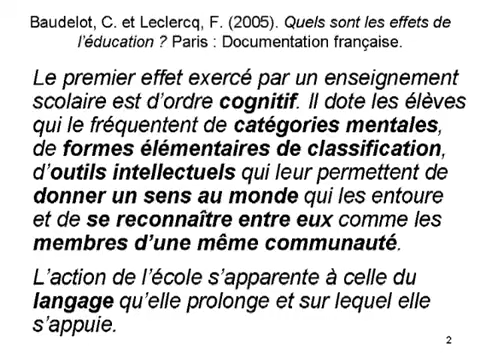 Baudelot, C. et Leclercq, F. (2005). Quels sont les effets de
l'éducation ? Paris : Documentation française.
Le premier effet exercé par un enseignement
scolaire est d'ordre cognitif. Il dote les élèves
qui le fréquentent de catégories mentales,
de formes élémentaires de classification,
d'outils intellectuels qui leur permettent de
donner un sens au monde qui les entoure
et de se reconnaître entre eux comme les
membres d'une même communauté.
L'action de l'école s'apparente à celle du
langage qu'elle prolonge et sur lequel elle
s'appuie.
2